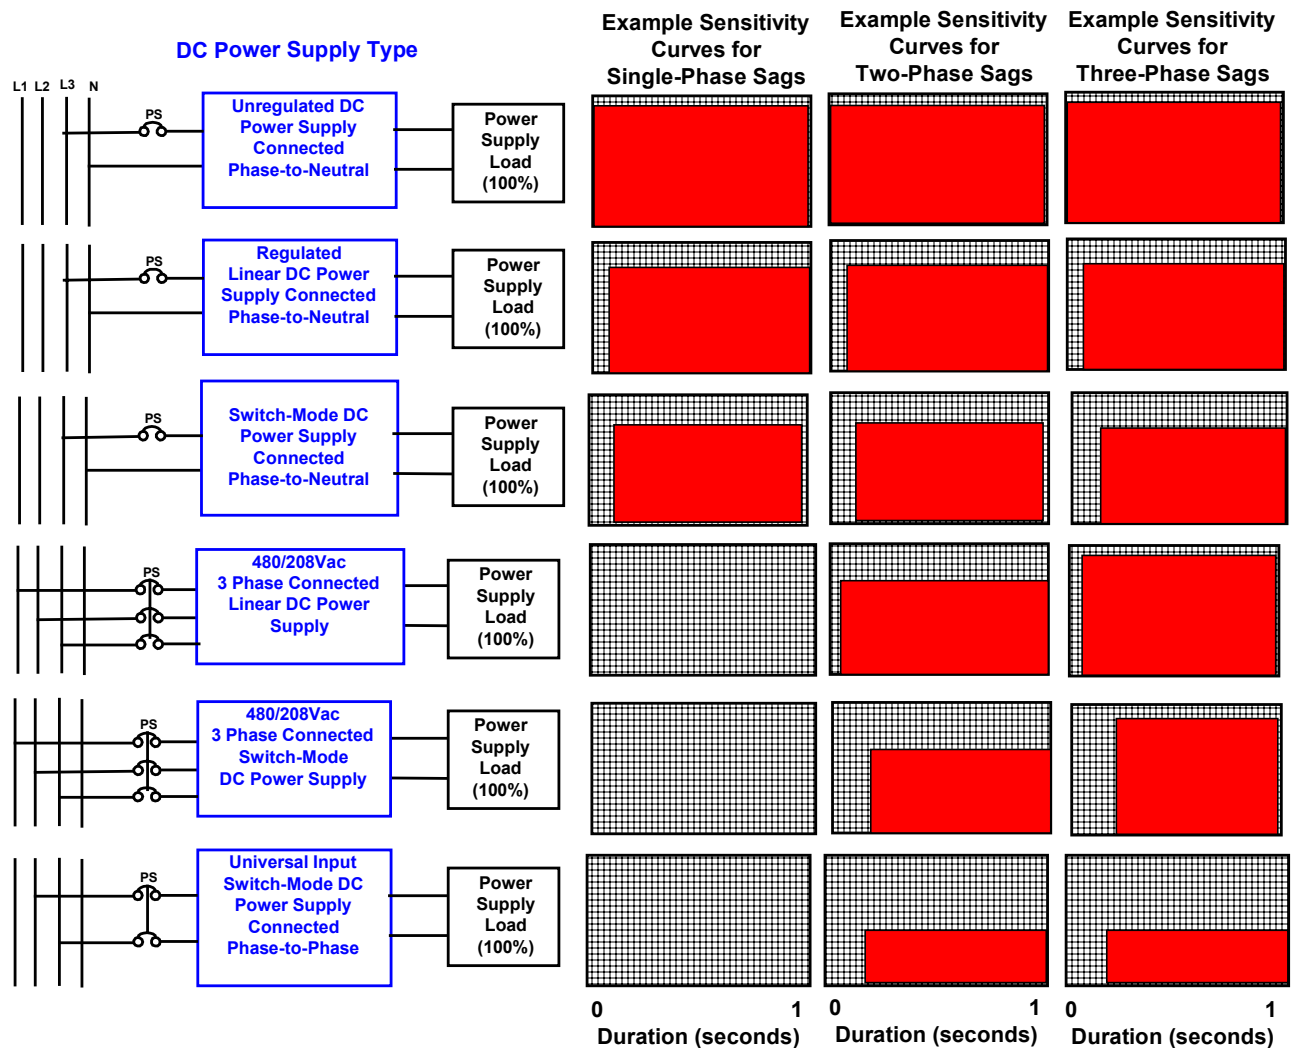 DC Power Supply Type
Example Sensitivity
Curves for
Single-Phase Sags
Example Sensitivity
Curves for
Two-Phase Sags
Example Sensitivity
Curves for
Three-Phase Sags
L1 L2 L3 N
PS
Unregulated DC
Power Supply
Connected
Phase-to-Neutral
Power
Supply
Load
(100%)
PS
Regulated
Linear DC Power
Supply Connected
Phase-to-Neutral
Power
Supply
Load
(100%)
PS
Switch-Mode DC
Power Supply
Connected
Phase-to-Neutral
Power
Supply
Load
(100%)
PS
480/208Vac
3 Phase Connected
Linear DC Power
Supply
Power
Supply
Load
(100%)
PS
480/208Vac
3 Phase Connected
Switch-Mode
DC Power Supply
Power
Supply
Load
(100%)
PS
Universal Input
Switch-Mode DC
Power Supply
Connected
Phase-to-Phase
Power
Supply
Load
(100%)
0 1
Duration (seconds)
0 1
Duration (seconds)
0 1
Duration (seconds)